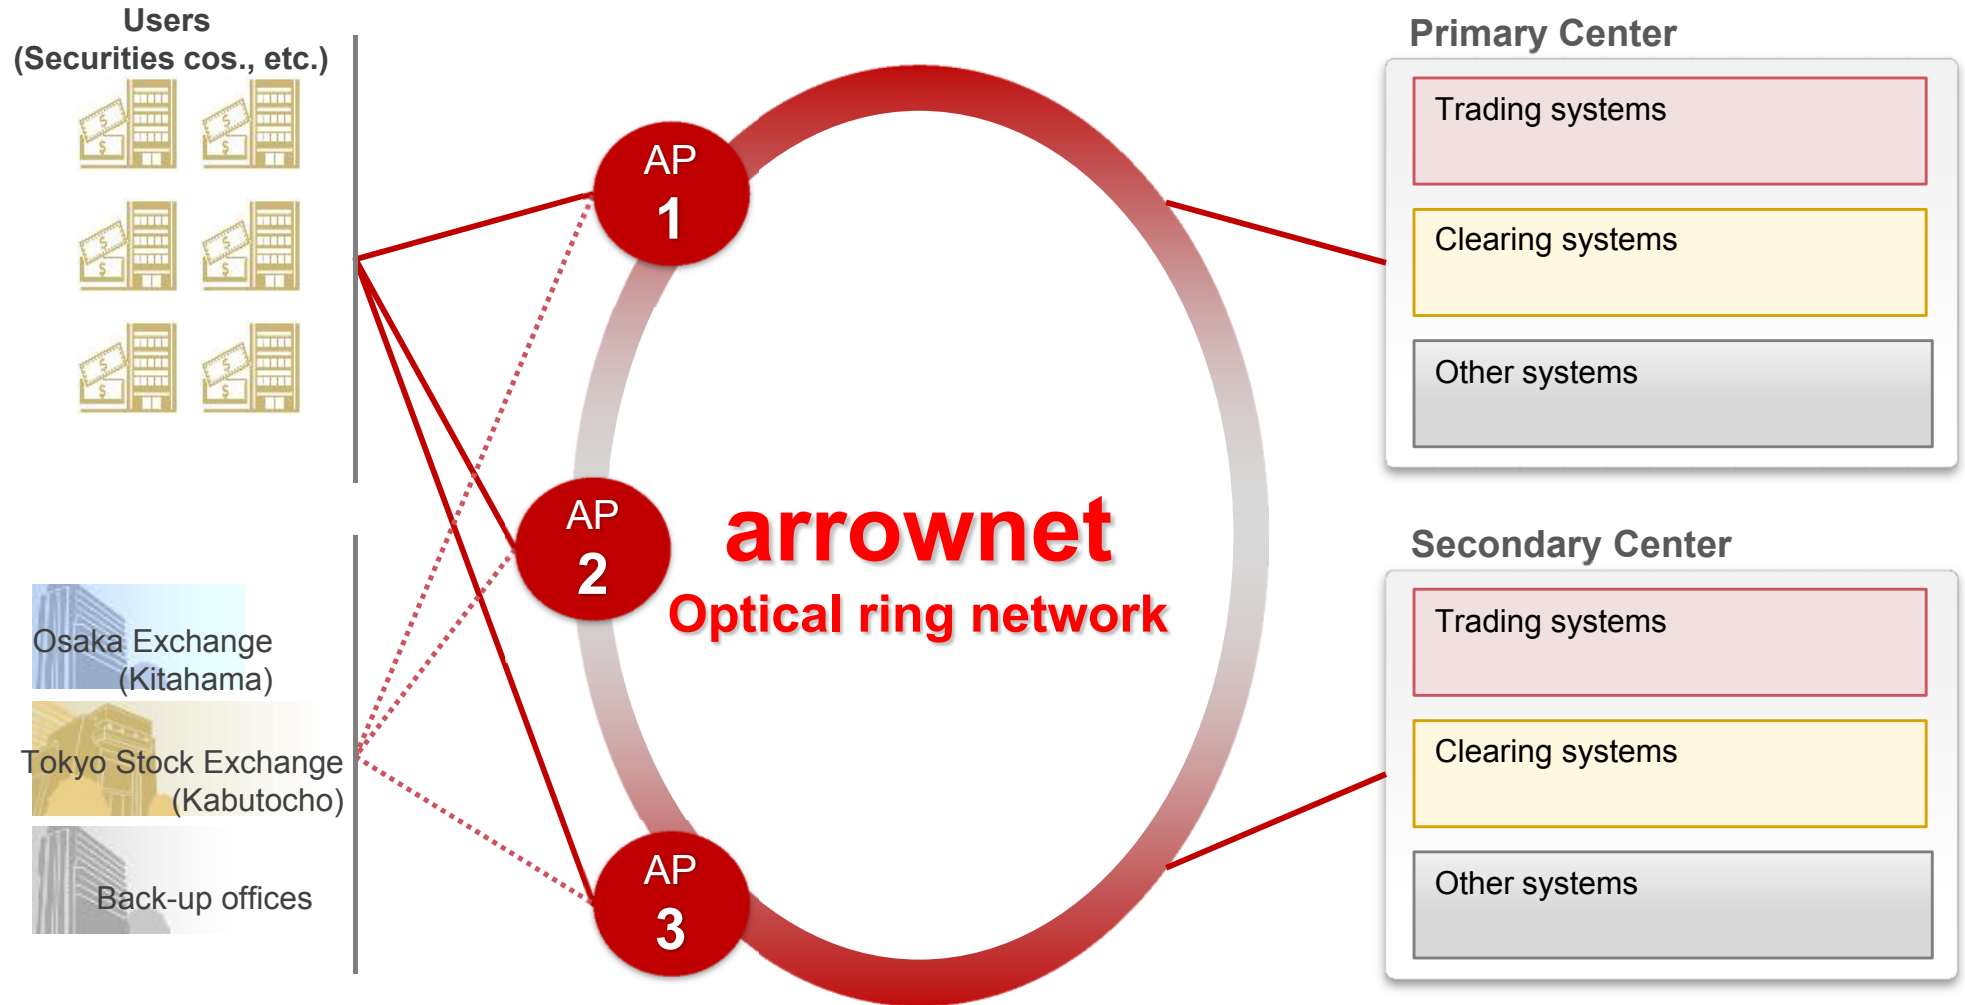 Users
(Securities cos., etc.)
Osaka Exchange
(Kitahama)
Tokyo Stock Exchange
(Kabutocho)
Back-up offices
AP
1
AP
2
AP
3
arrownet
Optical ring network
Primary Center
Trading systems
Clearing systems
Other systems
Secondary Center
Trading systems
Clearing systems
Other systems